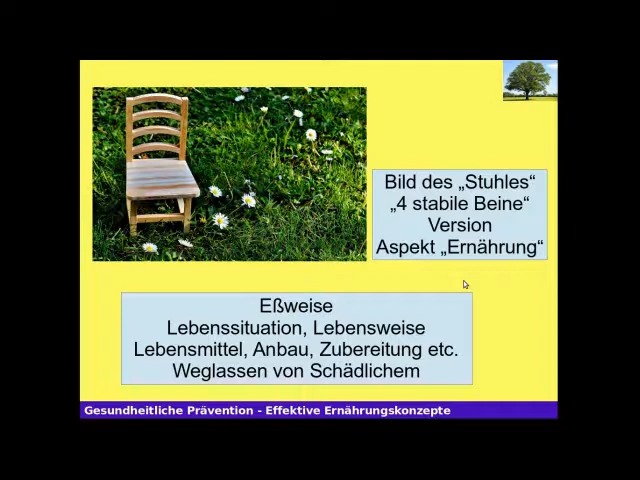 Bild des „Stuhles“
„4 stabile Beine“
Version
Aspekt „Ernährung“
Eßweise
Lebenssituation, Lebensweise
Lebensmittel, Anbau, Zubereitung etc.
Weglassen von Schädlichem
Gesundheitliche Prävention - Effektive Ernährungskonzepte